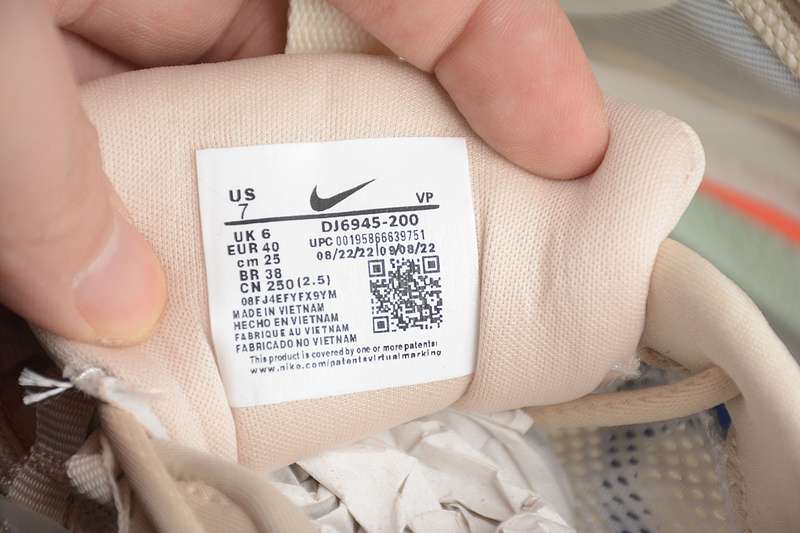 US
7
VP
UK 6
EUR 40
cm 25
BR 38
CN 250(2.5)
DJ6945-200
UPC 00195866639751
08/22/22 09/08/22
08FJ4EFYFX9YM
MADE IN VIETNAM
HECHO EN VIETNAM
FABRIQUE AU VIETNAM
FABRICADO NO VIETNAM
This product is covered by one or more patents:
www.nike.com/patentsvirtual marking